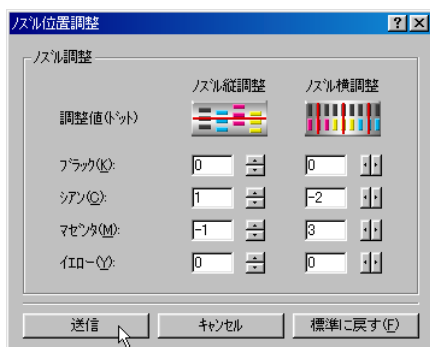 ﾉｽﾞﾙ位置調整
ﾉｽﾞﾙ調整
ﾉｽﾞﾙ縦調整 ﾉｽﾞﾙ横調整
調整値(ﾄﾞｯﾄ)
ﾌﾞﾗｯｸ(K): 0 0
ｼｱﾝ(C): 1 -2
ﾏｾﾞﾝﾀ(M): -1 3
ｲｴﾛｰ(Y): 0 0
送信 ｷｬﾝｾﾙ 標準に戻す(F)